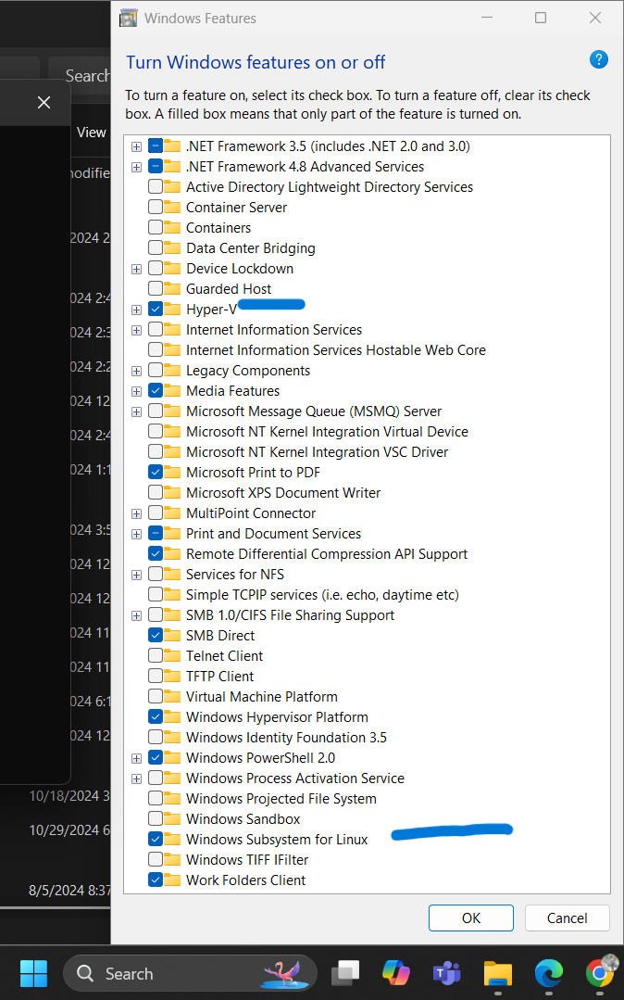 Windows Features
Turn Windows features on or off
?
To turn a feature on, select its check box. To turn a feature off, clear its check
box. A filled box means that only part of the feature is turned on.
.NET Framework 3.5 (includes .NET 2.0 and 3.0)
.NET Framework 4.8 Advanced Services
Active Directory Lightweight Directory Services
Container Server
Containers
Data Center Bridging
Device Lockdown
Guarded Host
Hyper-V
Internet Information Services
Internet Information Services Hostable Web Core
Legacy Components
Media Features
Microsoft Message Queue (MSMQ) Server
Microsoft NT Kernel Integration Virtual Device
Microsoft NT Kernel Integration VSC Driver
Microsoft Print to PDF
Microsoft XPS Document Writer
MultiPoint Connector
Print and Document Services
Remote Differential Compression API Support
Services for NFS
Simple TCPIP services (i.e. echo, daytime etc)
SMB 1.0/CIFS File Sharing Support
SMB Direct
Telnet Client
TFTP Client
Virtual Machine Platform
Windows Hypervisor Platform
Windows Identity Foundation 3.5
Windows PowerShell 2.0
Windows Process Activation Service
Windows Projected File System
Windows Sandbox
Windows Subsystem for Linux
Windows TIFF IFilter
Work Folders Client
OK
Cancel
Search
View
odifie
024 2
024 2:4
024 2:3
024 2:2
024 12
024 2:4
024 1:1
024 3:5
024 12
024 12
024 11
024 11
024 6:1
024 12
10/18/2024 3
10/29/2024 6
8/5/2024 8:37
Search